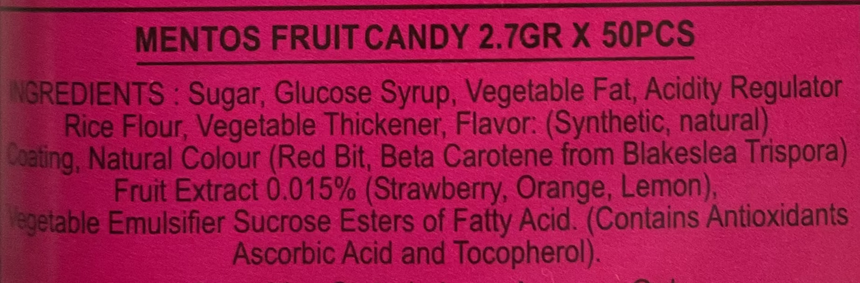 MENTOS FRUIT CANDY 2.7GR X 50PCS
INGREDIENTS : Sugar, Glucose Syrup, Vegetable Fat, Acidity Regulator
Rice Flour, Vegetable Thickener, Flavor: (Synthetic, natural)
Coating, Natural Colour (Red Bit, Beta Carotene from Blakeslea Trispora)
Fruit Extract 0.015% (Strawberry, Orange, Lemon),
Vegetable Emulsifier Sucrose Esters of Fatty Acid. (Contains Antioxidants
Ascorbic Acid and Tocopherol).